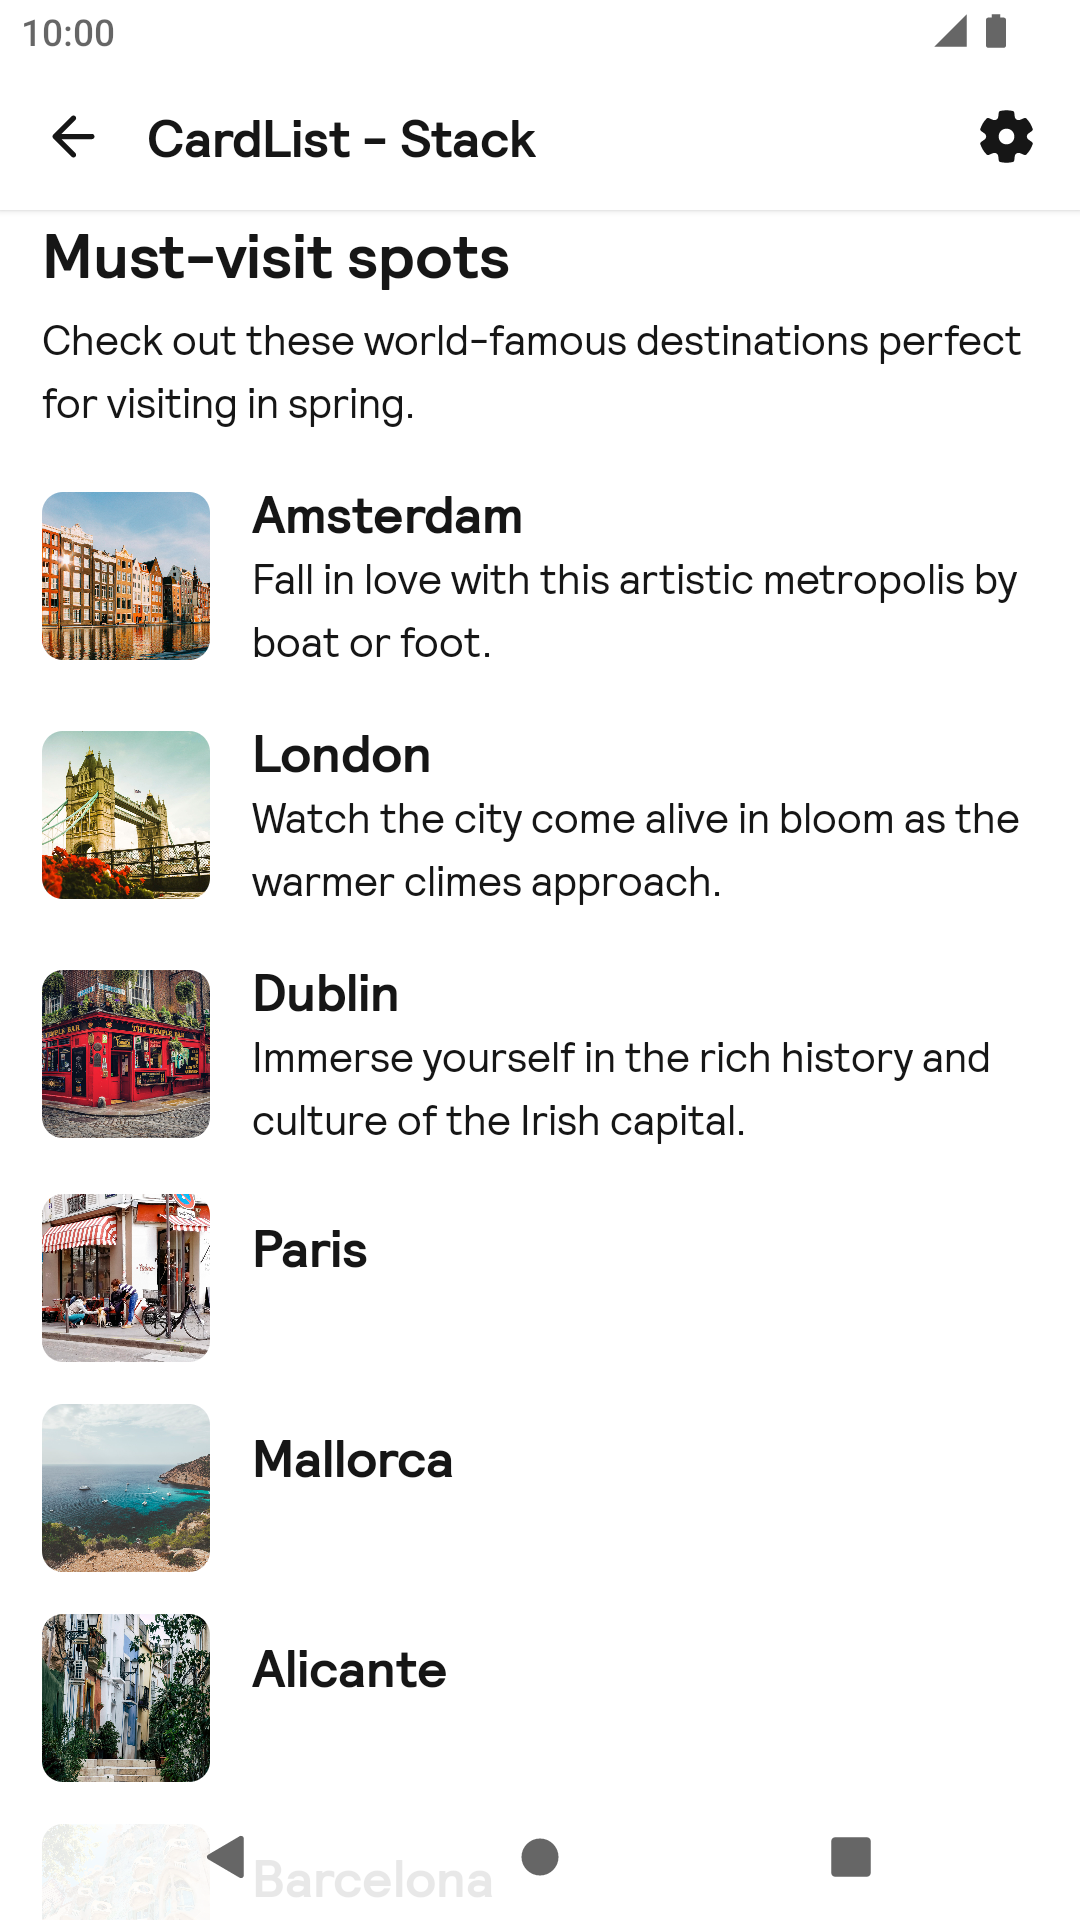 10:00
CardList - Stack
Must-visit spots
Check out these world-famous destinations perfect
for visiting in spring.
Amsterdam
Fall in love with this artistic metropolis by
boat or foot.
London
Watch the city come alive in bloom as the
warmer climes approach.
Dublin
THE TEMPLE BAR
Immerse yourself in the rich history and
culture of the Irish capital.
Paris
Mallorca
Alicante
Barcelona